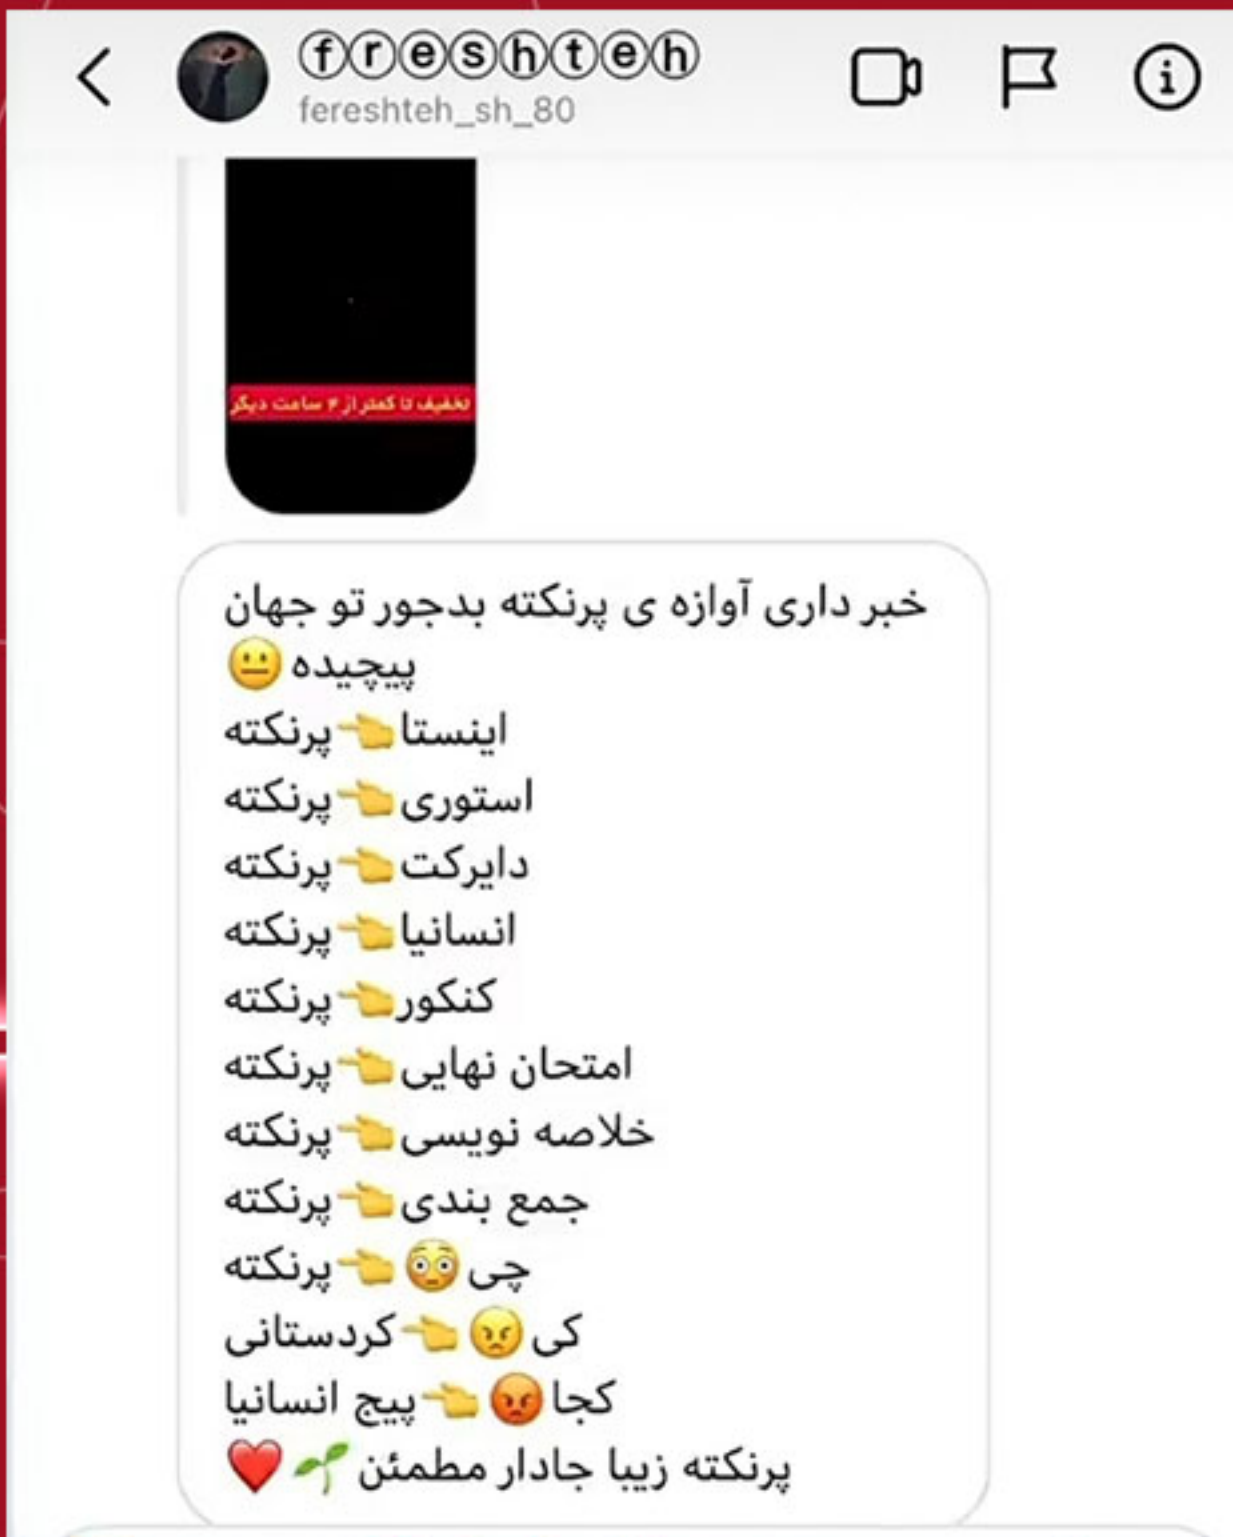 ⓕⓡⓔⓢⓗⓣⓔⓗ
fereshteh_sh_80
تخفیف تا کمتر از ۴ ساعت دیگر
خبر داری آوازه ی پرنکته بدجور تو جهان
پیچیده😐
اینستا👈پرنکته
استوری👈پرنکته
دایرکت👈پرنکته
انسانیا👈پرنکته
کنکور👈پرنکته
امتحان نهایی👈پرنکته
خلاصه نویسی👈پرنکته
جمع بندی👈پرنکته
چی😳👈پرنکته
کی😠👈کردستانی
کجا😡👈پیج انسانیا
پرنکته زیبا جادار مطمئن🌱❤️